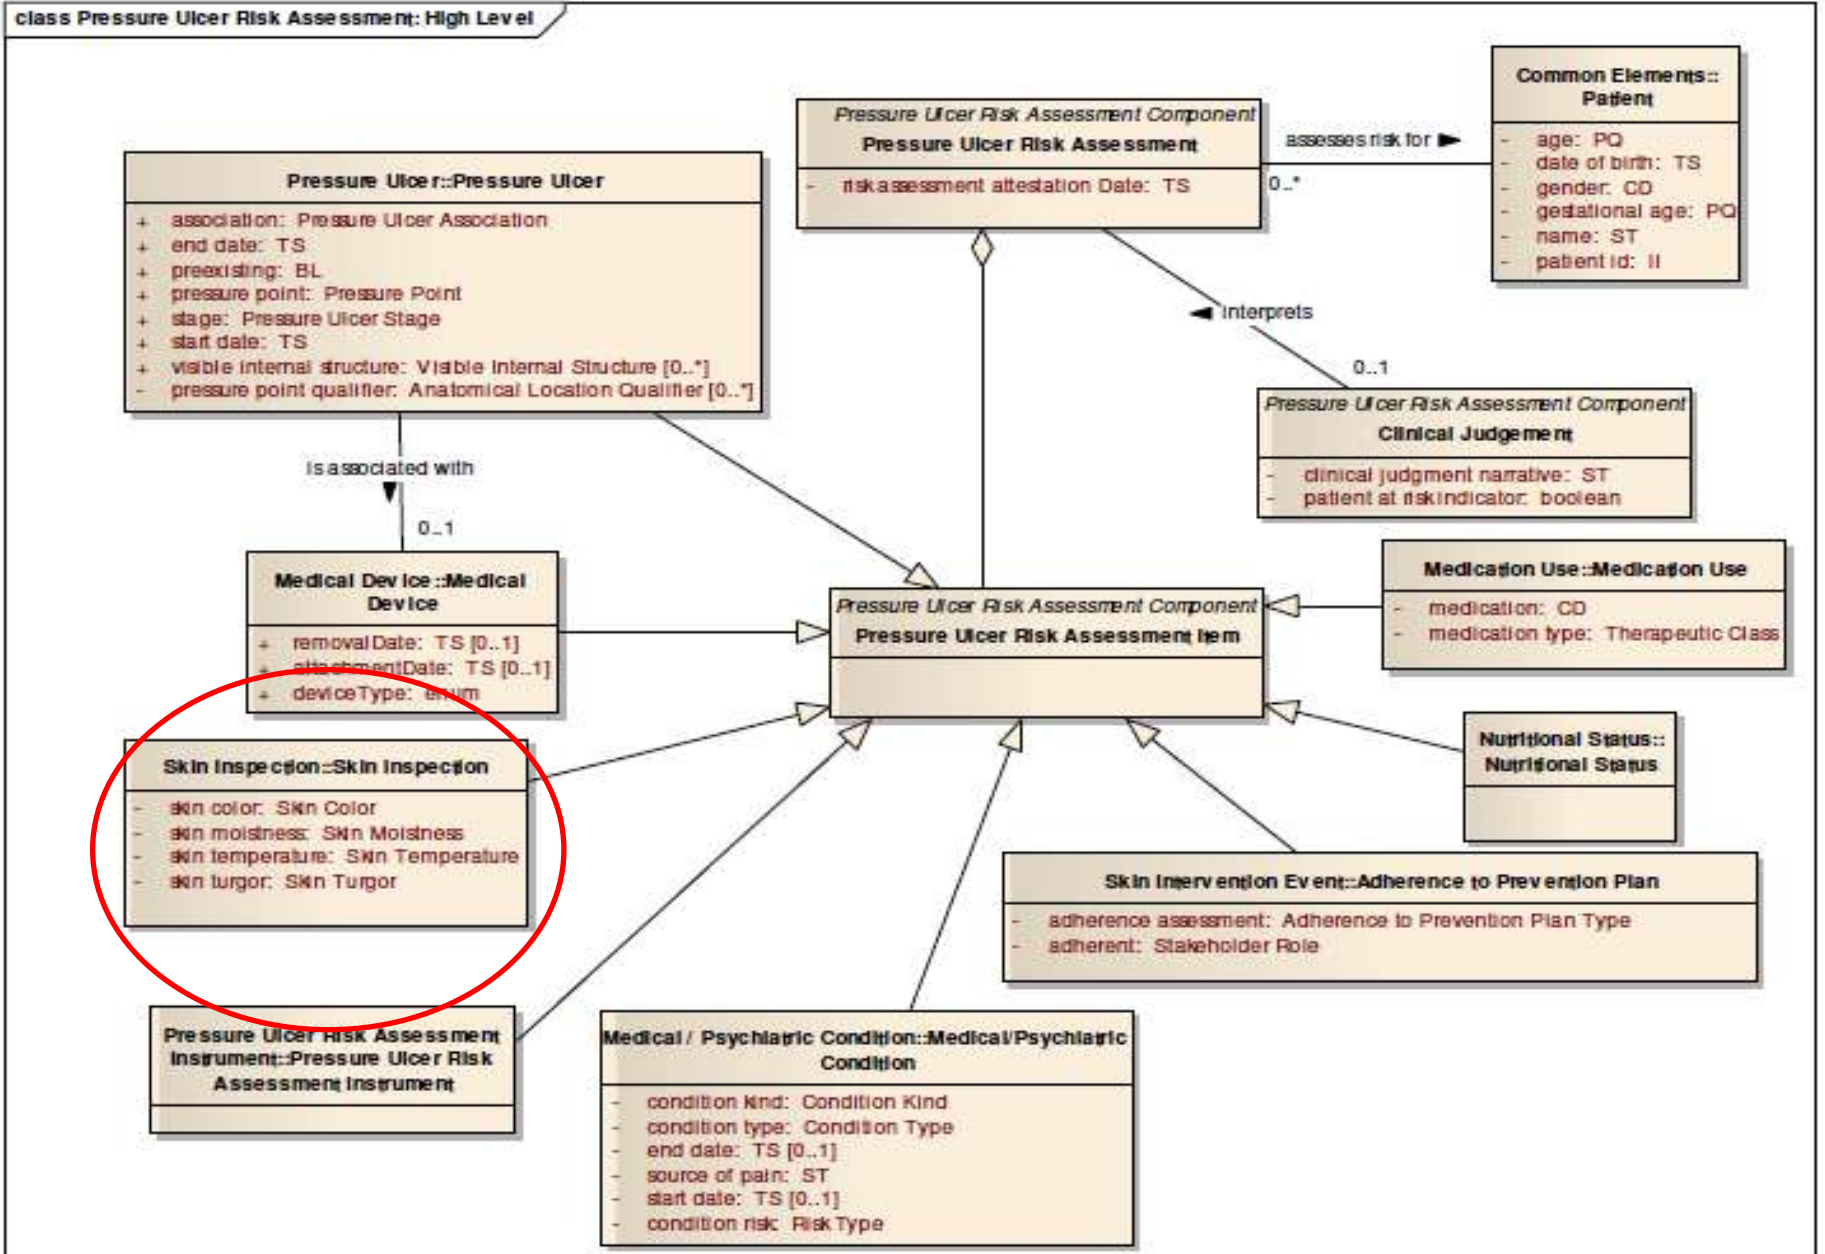 class Pressure Ulcer Risk Assessment: High Level
Common Elements::
Patient
- age: PQ
- date of birth: TS
- gender: CD
- gestational age: PQ
- name: ST
- patient id: II
Pressure Ulcer Risk Assessment Component
Pressure Ulcer Risk Assessment
- risk assessment attestation Date: TS
assesses risk for
0..*
Pressure Ulcer::Pressure Ulcer
+ association: Pressure Ulcer Association
+ end date: TS
+ preexisting: BL
+ pressure point: Pressure Point
+ stage: Pressure Ulcer Stage
+ start date: TS
+ visible internal structure: Visible Internal Structure [0..*]
- pressure point qualifier: Anatomical Location Qualifier [0..*]
interprets
0..1
Pressure Ulcer Risk Assessment Component
Clinical Judgement
- clinical judgment narrative: ST
- patient at risk indicator: boolean
is associated with
0..1
Medical Device::Medical
Device
+ removalDate: TS [0..1]
+ attachmentDate: TS [0..1]
+ deviceType: enum
Pressure Ulcer Risk Assessment Component
Pressure Ulcer Risk Assessment Item
Medication Use::Medication Use
- medication: CD
- medication type: Therapeutic Class
Skin Inspection::Skin Inspection
- skin color: Skin Color
- skin moistness: Skin Moistness
- skin temperature: Skin Temperature
- skin turgor: Skin Turgor
Nutritional Status::
Nutritional Status
Skin Intervention Event::Adherence to Prevention Plan
- adherence assessment: Adherence to Prevention Plan Type
- adherent: Stakeholder Role
Pressure Ulcer Risk Assessment
Instrument::Pressure Ulcer Risk
Assessment Instrument
Medical / Psychiatric Condition::Medical/Psychiatric
Condition
- condition kind: Condition Kind
- condition type: Condition Type
- end date: TS [0..1]
- source of pain: ST
- start date: TS [0..1]
- condition risk: Risk Type